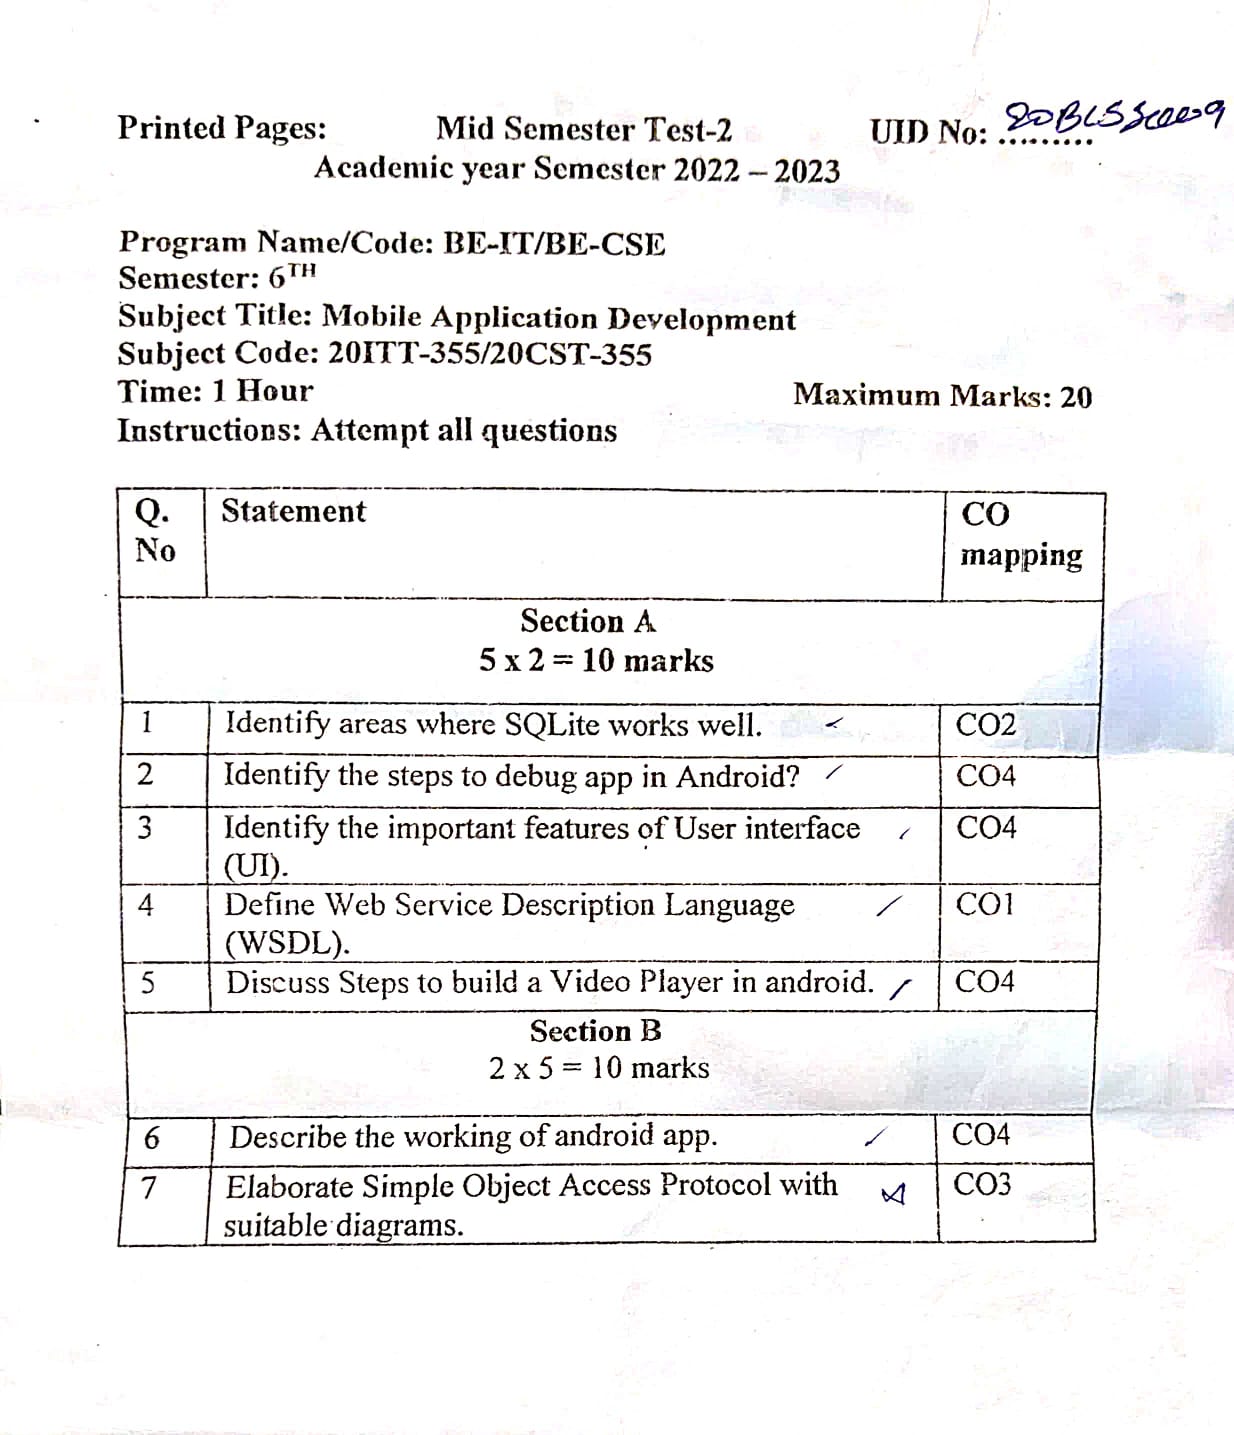 Printed Pages: Mid Semester Test-2 UID No: .........
Academic year Semester 2022 – 2023
Program Name/Code: BE-IT/BE-CSE
Semester: 6TH
Subject Title: Mobile Application Development
Subject Code: 20ITT-355/20CST-355
Time: 1 Hour Maximum Marks: 20
Instructions: Attempt all questions
Q. No Statement CO mapping
Section A
5 x 2 = 10 marks
1 Identify areas where SQLite works well. CO2
2 Identify the steps to debug app in Android? CO4
3 Identify the important features of User interface CO4
(UI).
4 Define Web Service Description Language CO1
(WSDL).
5 Discuss Steps to build a Video Player in android. CO4
Section B
2 x 5 = 10 marks
6 Describe the working of android app. CO4
7 Elaborate Simple Object Access Protocol with CO3
suitable diagrams.